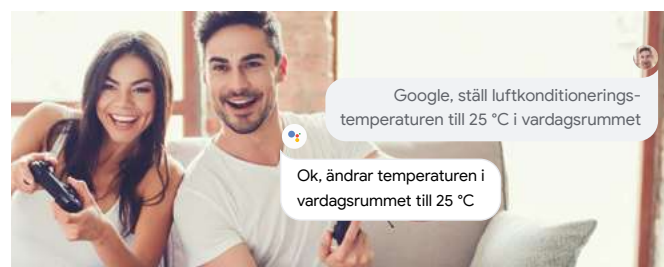 Google, ställ luftkonditionerings-
temperaturen till 25 °C i vardagsrummet
Ok, ändrar temperaturen i
vardagsrummet till 25 °C